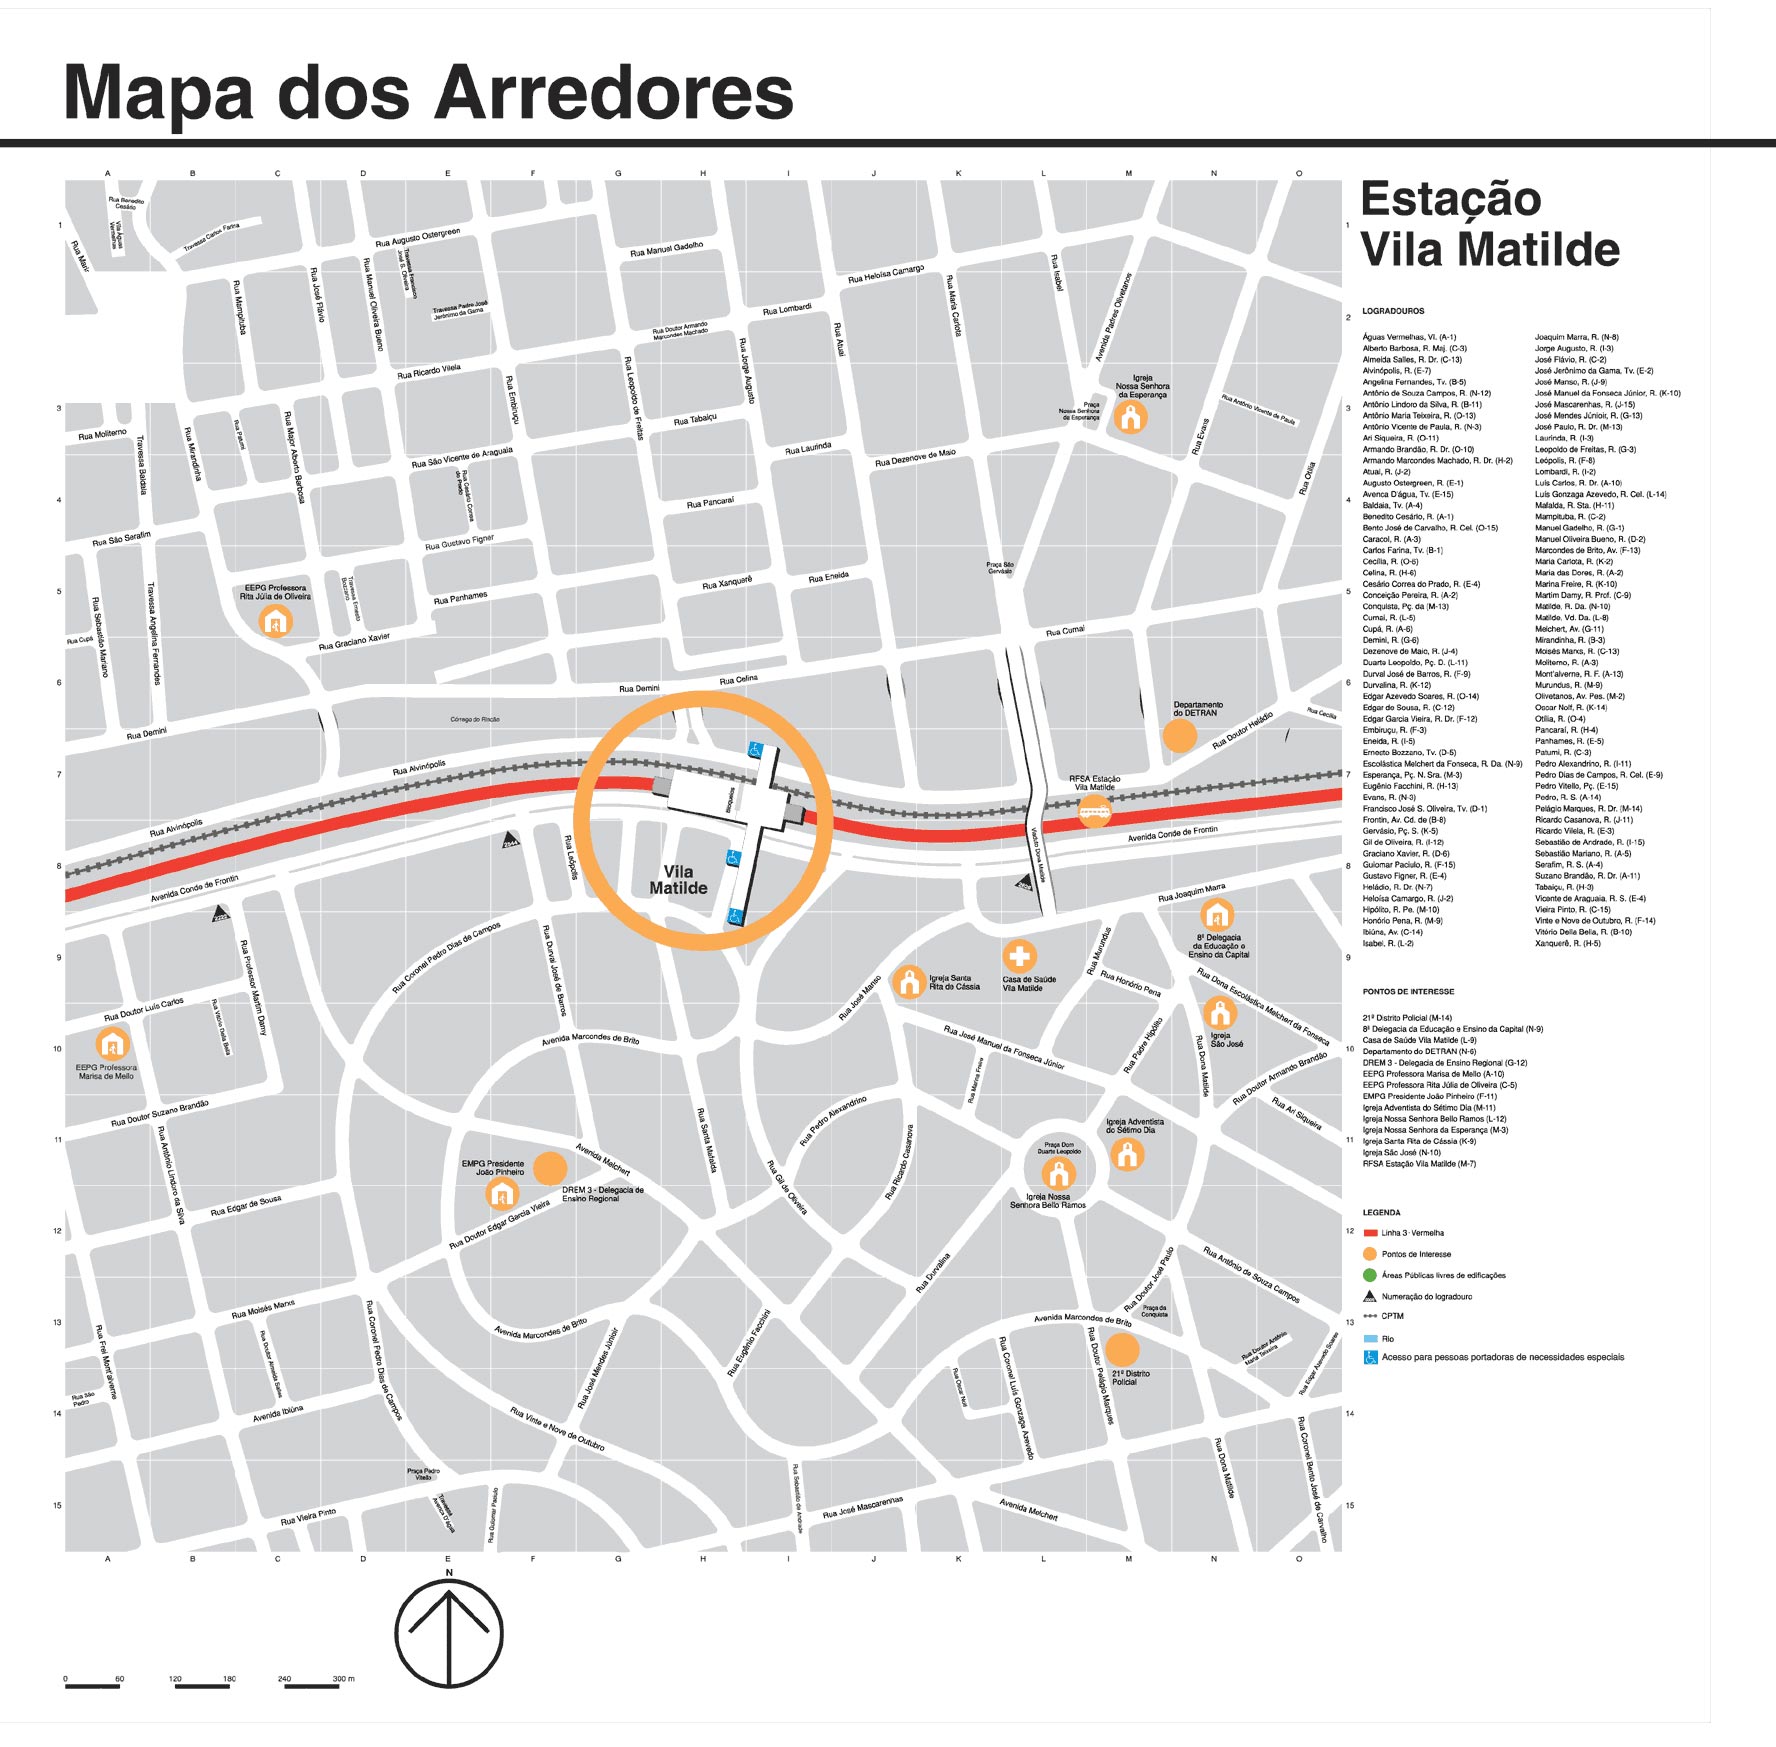 Mapa dos Arredores
Estação
Vila Matilde
A B C D E F G H I J K L M N O
1
2
3
4
5
6
7
8
9
10
11
12
13
14
15
Rua Benedito
Cesário
Vila Águas
Vermelhas
Travessa Carlos Farina
Rua Augusto Ostergreen
Travessa Francisco
José S. Oliveira
Travessa Padre José
Jerônimo da Gama
Rua Manuel Gadelho
Rua Heloísa Camargo
Rua Isabel
Avenida Padres Olivetanos
Rua Mampituba
Rua José Flávio
Rua Manuel Oliveira Bueno
Rua Doutor Armando
Marcondes Machado
Rua Lombardi
Rua Atuaí
Rua Maria Carlota
Rua Ricardo Vilela
Rua Embiruçu
Rua Leopoldo de Freitas
Rua Jorge Augusto
Igreja
Nossa Senhora
da Esperança
Praça
Nossa Senhora
da Esperança
Rua Antônio Vicente de Paula
Rua Evans
Rua Otília
Rua Moliterno
Travessa Baldaia
Rua Mirandinha
Rua Patumi
Rua Major Alberto Barbosa
Rua São Vicente de Araguaia
Rua Cesário Correa
do Prado
Rua Tabaiçu
Rua Laurinda
Rua Dezenove de Maio
Rua Pancaraí
Rua São Serafim
Rua Gustavo Figner
Rua Xanquerê
Rua Eneida
Praça São
Gervásio
EEPG Professora
Rita Júlia de Oliveira
Travessa Ernesto
Bozzano
Rua Panhames
Rua Sebastião Mariano
Travessa Angelina Fernandes
Rua Cupá
Rua Graciano Xavier
Rua Cumaí
Rua Celina
Rua Demini
Rua Demini
Córrego do Rincão
Departamento
do DETRAN
Rua Doutor Heládio
Rua Cecília
Rua Alvinópolis
Rua Alvinópolis
RFSA Estação
Vila Matilde
Avenida Conde de Frontin
Avenida Conde de Frontin
Viaduto Dona Matilde
Rua Leópolis
Vila
Matilde
Rua Joaquim Marra
8ª Delegacia
da Educação e
Ensino da Capital
Rua Coronel Pedro Dias de Campos
Rua Durval José de Barros
Rua Professor Martim Damy
Igreja Santa
Rita de Cássia
Casa de Saúde
Vila Matilde
Rua Murundus
Rua Honório Pena
Rua Dona Escolástica Melchert da Fonseca
Rua José Manso
Rua Doutor Luís Carlos
Rua Vitório Della Bella
EEPG Professora
Marisa de Mello
Avenida Marcondes de Brito
Rua José Manuel da Fonseca Júnior
Rua Marina Freire
Rua Padre Hipólito
Igreja
São José
Rua Dona Matilde
Rua Doutor Armando Brandão
Rua Ari Siqueira
Rua Doutor Suzano Brandão
Rua Antônio Lindoro da Silva
Rua Santa Mafalda
Rua Pedro Alexandrino
Rua Ricardo Casanova
Rua Gil de Oliveira
Igreja Adventista
do Sétimo Dia
Praça Dom
Duarte Leopoldo
Igreja Nossa
Senhora Bello Ramos
EMPG Presidente
João Pinheiro
Avenida Melchert
DREM 3 - Delegacia de
Ensino Regional
Rua Doutor Edgar Garcia Vieira
Rua Edgar de Sousa
Rua Durvalina
Rua Doutor José Paulo
Rua Antônio de Souza Campos
Rua Moisés Marxs
Avenida Marcondes de Brito
Avenida Marcondes de Brito
Praça da
Conquista
Rua Doutor Antônio
Maria Teixeira
Rua Edgar Azevedo Soares
Rua Frei Mont'alverne
Rua Doutor Almeida Salles
Rua Coronel Pedro Dias de Campos
Rua José Mendes Júnior
Rua Eugênio Facchini
21º Distrito
Policial
Rua Oscar Nolf
Rua Coronel Luís Gonzaga Azevedo
Rua Doutor Pelágio Marques
Rua São
Pedro
Avenida Ibiúna
Rua Vinte e Nove de Outubro
Praça Pedro
Vitello
Travessa
Avenca D'água
Rua Guiomar Paciulo
Rua Vieira Pinto
Rua Sebastião de Andrade
Rua José Mascarenhas
Avenida Melchert
Rua Dona Matilde
Rua Coronel Bento José de Carvalho
A B C D E F G H I J K L M N O
N
0 60 120 180 240 300 m
LOGRADOUROS
Águas Vermelhas, Vl. (A-1)
Alberto Barbosa, R. Maj. (C-3)
Almeida Salles, R. Dr. (C-13)
Alvinópolis, R. (E-7)
Angelina Fernandes, Tv. (B-5)
Antônio de Souza Campos, R. (N-12)
Antônio Lindoro da Silva, R. (B-11)
Antônio Maria Teixeira, R. (O-13)
Antônio Vicente de Paula, R. (N-3)
Ari Siqueira, R. (O-11)
Armando Brandão, R. Dr. (O-10)
Armando Marcondes Machado, R. Dr. (H-2)
Atuaí, R. (J-2)
Augusto Ostergreen, R. (E-1)
Avenca D'água, Tv. (E-15)
Baldaia, Tv. (A-4)
Benedito Cesário, R. (A-1)
Bento José de Carvalho, R. Cel. (O-15)
Caracol, R. (A-3)
Carlos Farina, Tv. (B-1)
Cecília, R. (O-6)
Celina, R. (H-6)
Cesário Correa do Prado, R. (E-4)
Conceição Pereira, R. (A-2)
Conquista, Pç. da (M-13)
Cumaí, R. (L-5)
Cupá, R. (A-6)
Demini, R. (G-6)
Dezenove de Maio, R. (J-4)
Duarte Leopoldo, Pç. D. (L-11)
Durval José de Barros, R. (F-9)
Durvalina, R. (K-12)
Edgar Azevedo Soares, R. (O-14)
Edgar de Sousa, R. (C-12)
Edgar Garcia Vieira, R. Dr. (F-12)
Embiruçu, R. (F-3)
Eneida, R. (I-5)
Ernecto Bozzano, Tv. (D-5)
Escolástica Melchert da Fonseca, R. Da. (N-9)
Esperança, Pç. N. Sra. (M-3)
Eugênio Facchini, R. (H-13)
Evans, R. (N-3)
Francisco José S. Oliveira, Tv. (D-1)
Frontin, Av. Cd. de (B-8)
Gervásio, Pç. S. (K-5)
Gil de Oliveira, R. (I-12)
Graciano Xavier, R. (D-6)
Guiomar Paciulo, R. (F-15)
Gustavo Figner, R. (E-4)
Heládio, R. Dr. (N-7)
Heloísa Camargo, R. (J-2)
Hipólito, R. Pe. (M-10)
Honório Pena, R. (M-9)
Ibiúna, Av. (C-14)
Isabel, R. (L-2)
Joaquim Marra, R. (N-8)
Jorge Augusto, R. (I-3)
José Flávio, R. (C-2)
José Jerônimo da Gama, Tv. (E-2)
José Manso, R. (J-9)
José Manuel da Fonseca Júnior, R. (K-10)
José Mascarenhas, R. (J-15)
José Mendes Júnior, R. (G-13)
José Paulo, R. Dr. (M-13)
Laurinda, R. (I-3)
Leopoldo de Freitas, R. (G-3)
Leópolis, R. (F-8)
Lombardi, R. (I-2)
Luís Carlos, R. Dr. (A-10)
Luís Gonzaga Azevedo, R. Cel. (L-14)
Mafalda, R. Sta. (H-11)
Mampituba, R. (C-2)
Manuel Gadelho, R. (G-1)
Manuel Oliveira Bueno, R. (D-2)
Marcondes de Brito, Av. (F-13)
Maria Carlota, R. (K-2)
Maria das Dores, R. (A-2)
Marina Freire, R. (K-10)
Martim Damy, R. Prof. (C-9)
Matilde, R. Da. (N-10)
Matilde, Vd. Da. (L-8)
Melchert, Av. (G-11)
Mirandinha, R. (B-3)
Moisés Marxs, R. (C-13)
Moliterno, R. (A-3)
Mont'alverne, R. F. (A-13)
Murundus, R. (M-9)
Olivetanos, Av. Pes. (M-2)
Oscar Nolf, R. (K-14)
Otília, R. (O-4)
Pancaraí, R. (H-4)
Panhames, R. (E-5)
Patumi, R. (C-3)
Pedro Alexandrino, R. (I-11)
Pedro Dias de Campos, R. Cel. (E-9)
Pedro Vitello, Pç. (E-15)
Pedro, R. S. (A-14)
Pelágio Marques, R. Dr. (M-14)
Ricardo Casanova, R. (J-11)
Ricardo Vilela, R. (E-3)
Sebastião de Andrade, R. (I-15)
Sebastião Mariano, R. (A-5)
Serafim, R. S. (A-4)
Suzano Brandão, R. Dr. (A-11)
Tabaiçu, R. (H-3)
Vicente de Araguaia, R. S. (E-4)
Vieira Pinto, R. (C-15)
Vinte e Nove de Outubro, R. (F-14)
Vitório Della Bella, R. (B-10)
Xanquerê, R. (H-5)
PONTOS DE INTERESSE
21º Distrito Policial (M-14)
8ª Delegacia da Educação e Ensino da Capital (N-9)
Casa de Saúde Vila Matilde (L-9)
Departamento do DETRAN (N-6)
DREM 3 - Delegacia de Ensino Regional (G-12)
EEPG Professora Marisa de Mello (A-10)
EEPG Professora Rita Júlia de Oliveira (C-5)
EMPG Presidente João Pinheiro (F-11)
Igreja Adventista do Sétimo Dia (M-11)
Igreja Nossa Senhora Bello Ramos (L-12)
Igreja Nossa Senhora da Esperança (M-3)
Igreja Santa Rita de Cássia (K-9)
Igreja São José (N-10)
RFSA Estação Vila Matilde (M-7)
LEGENDA
Linha 3-Vermelha
Pontos de Interesse
Áreas Públicas livres de edificações
Numeração do logradouro
CPTM
Rio
Acesso para pessoas portadoras de necessidades especiais